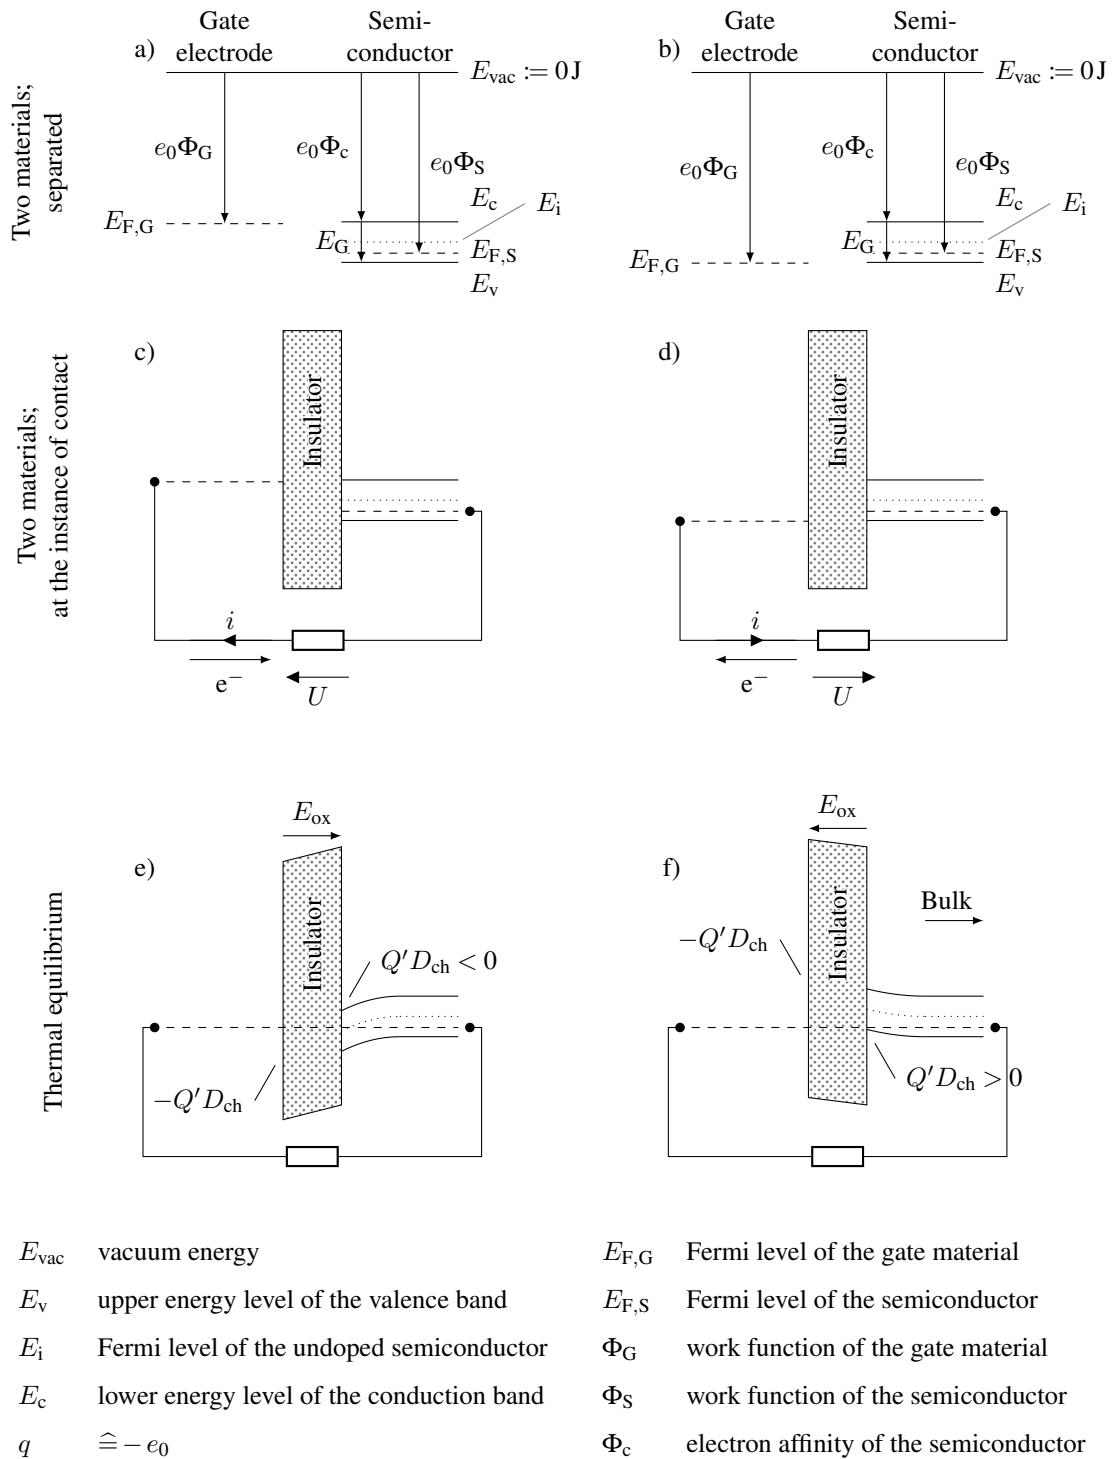 Gate
electrode
Semi-
conductor
a)
E_vac := 0J
Two materials;
separated
e_0Φ_G
e_0Φ_c
e_0Φ_S
E_c
E_i
E_F,G
E_G
E_F,S
E_v
Gate
electrode
Semi-
conductor
b)
E_vac := 0J
e_0Φ_G
e_0Φ_c
e_0Φ_S
E_c
E_i
E_G
E_F,S
E_F,G
E_v
Two materials;
at the instance of contact
c)
Insulator
i
e⁻
U
d)
Insulator
i
e⁻
U
Thermal equilibrium
E_ox
e)
Insulator
Q′D_ch < 0
−Q′D_ch
E_ox
f)
Insulator
Bulk
−Q′D_ch
Q′D_ch > 0
E_vac vacuum energy
E_v upper energy level of the valence band
E_i Fermi level of the undoped semiconductor
E_c lower energy level of the conduction band
q ≙ − e_0
E_F,G Fermi level of the gate material
E_F,S Fermi level of the semiconductor
Φ_G work function of the gate material
Φ_S work function of the semiconductor
Φ_c electron affinity of the semiconductor